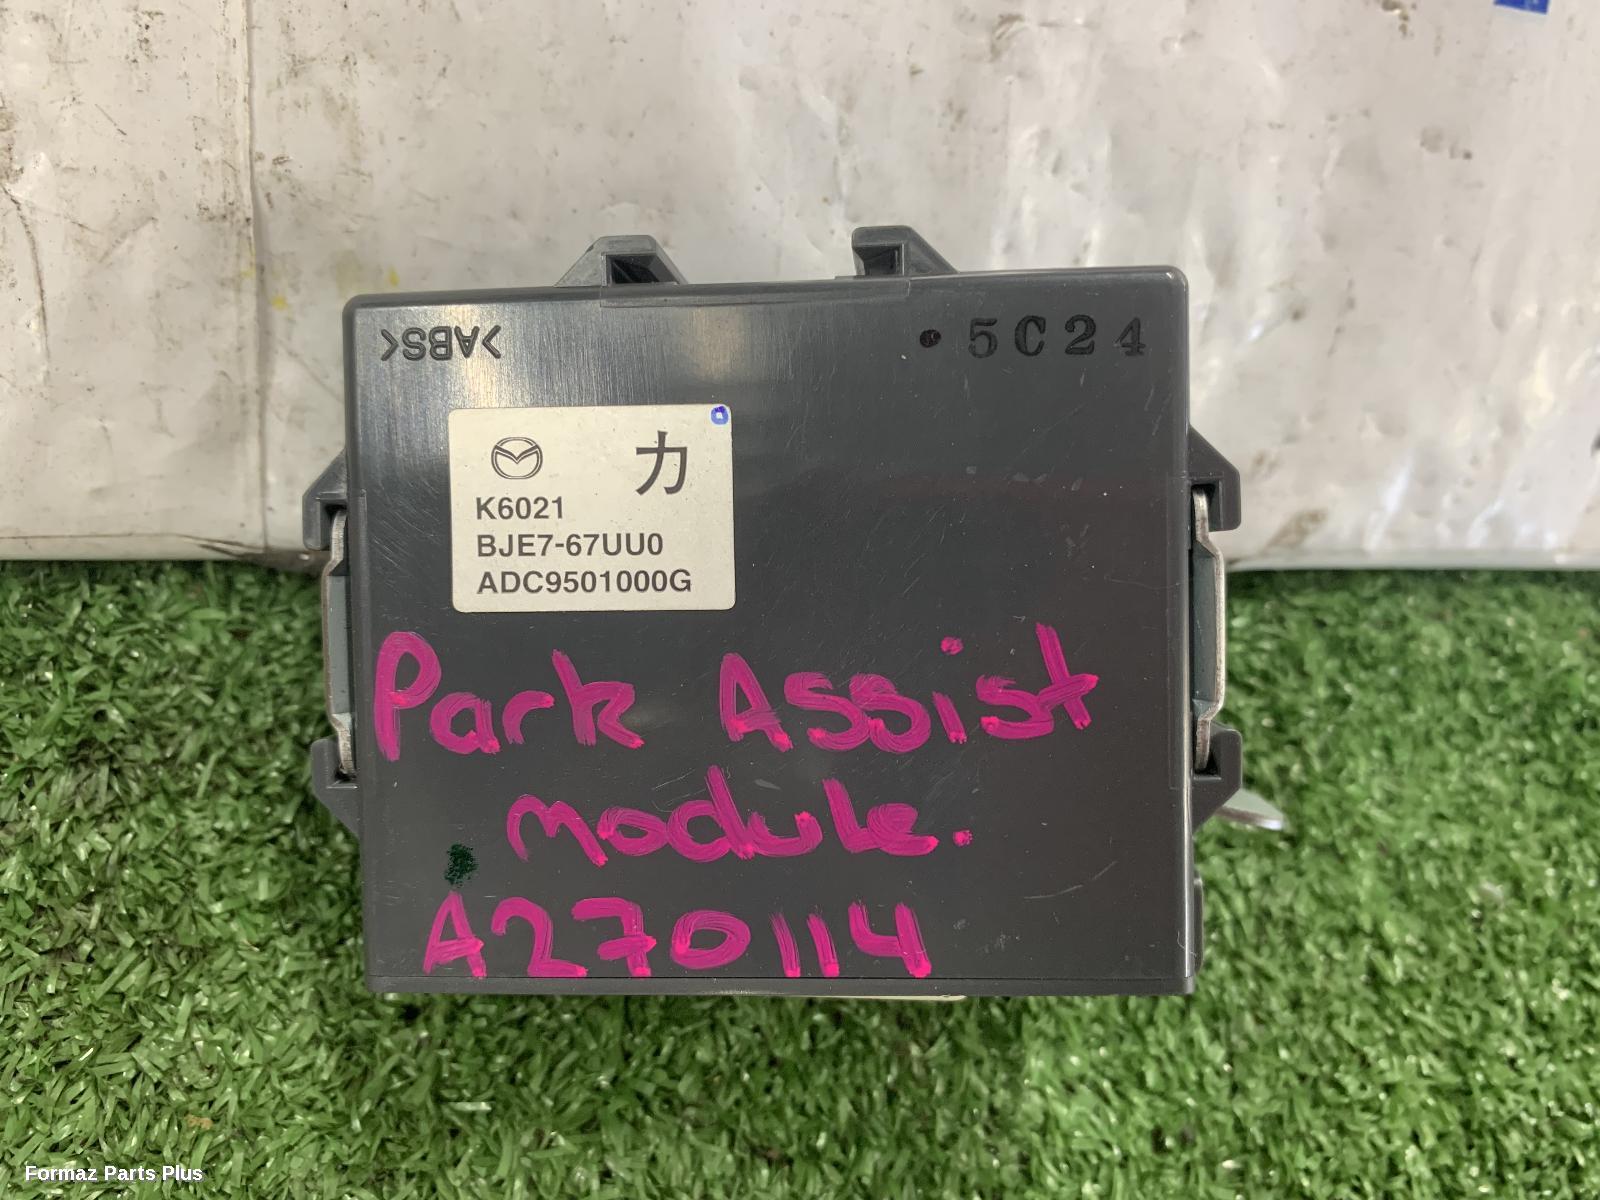 >ABS<
5C24
力
K6021
BJE7-67UU0
ADC9501000G
Park Assist
Module.
A270114
Formaz Parts Plus